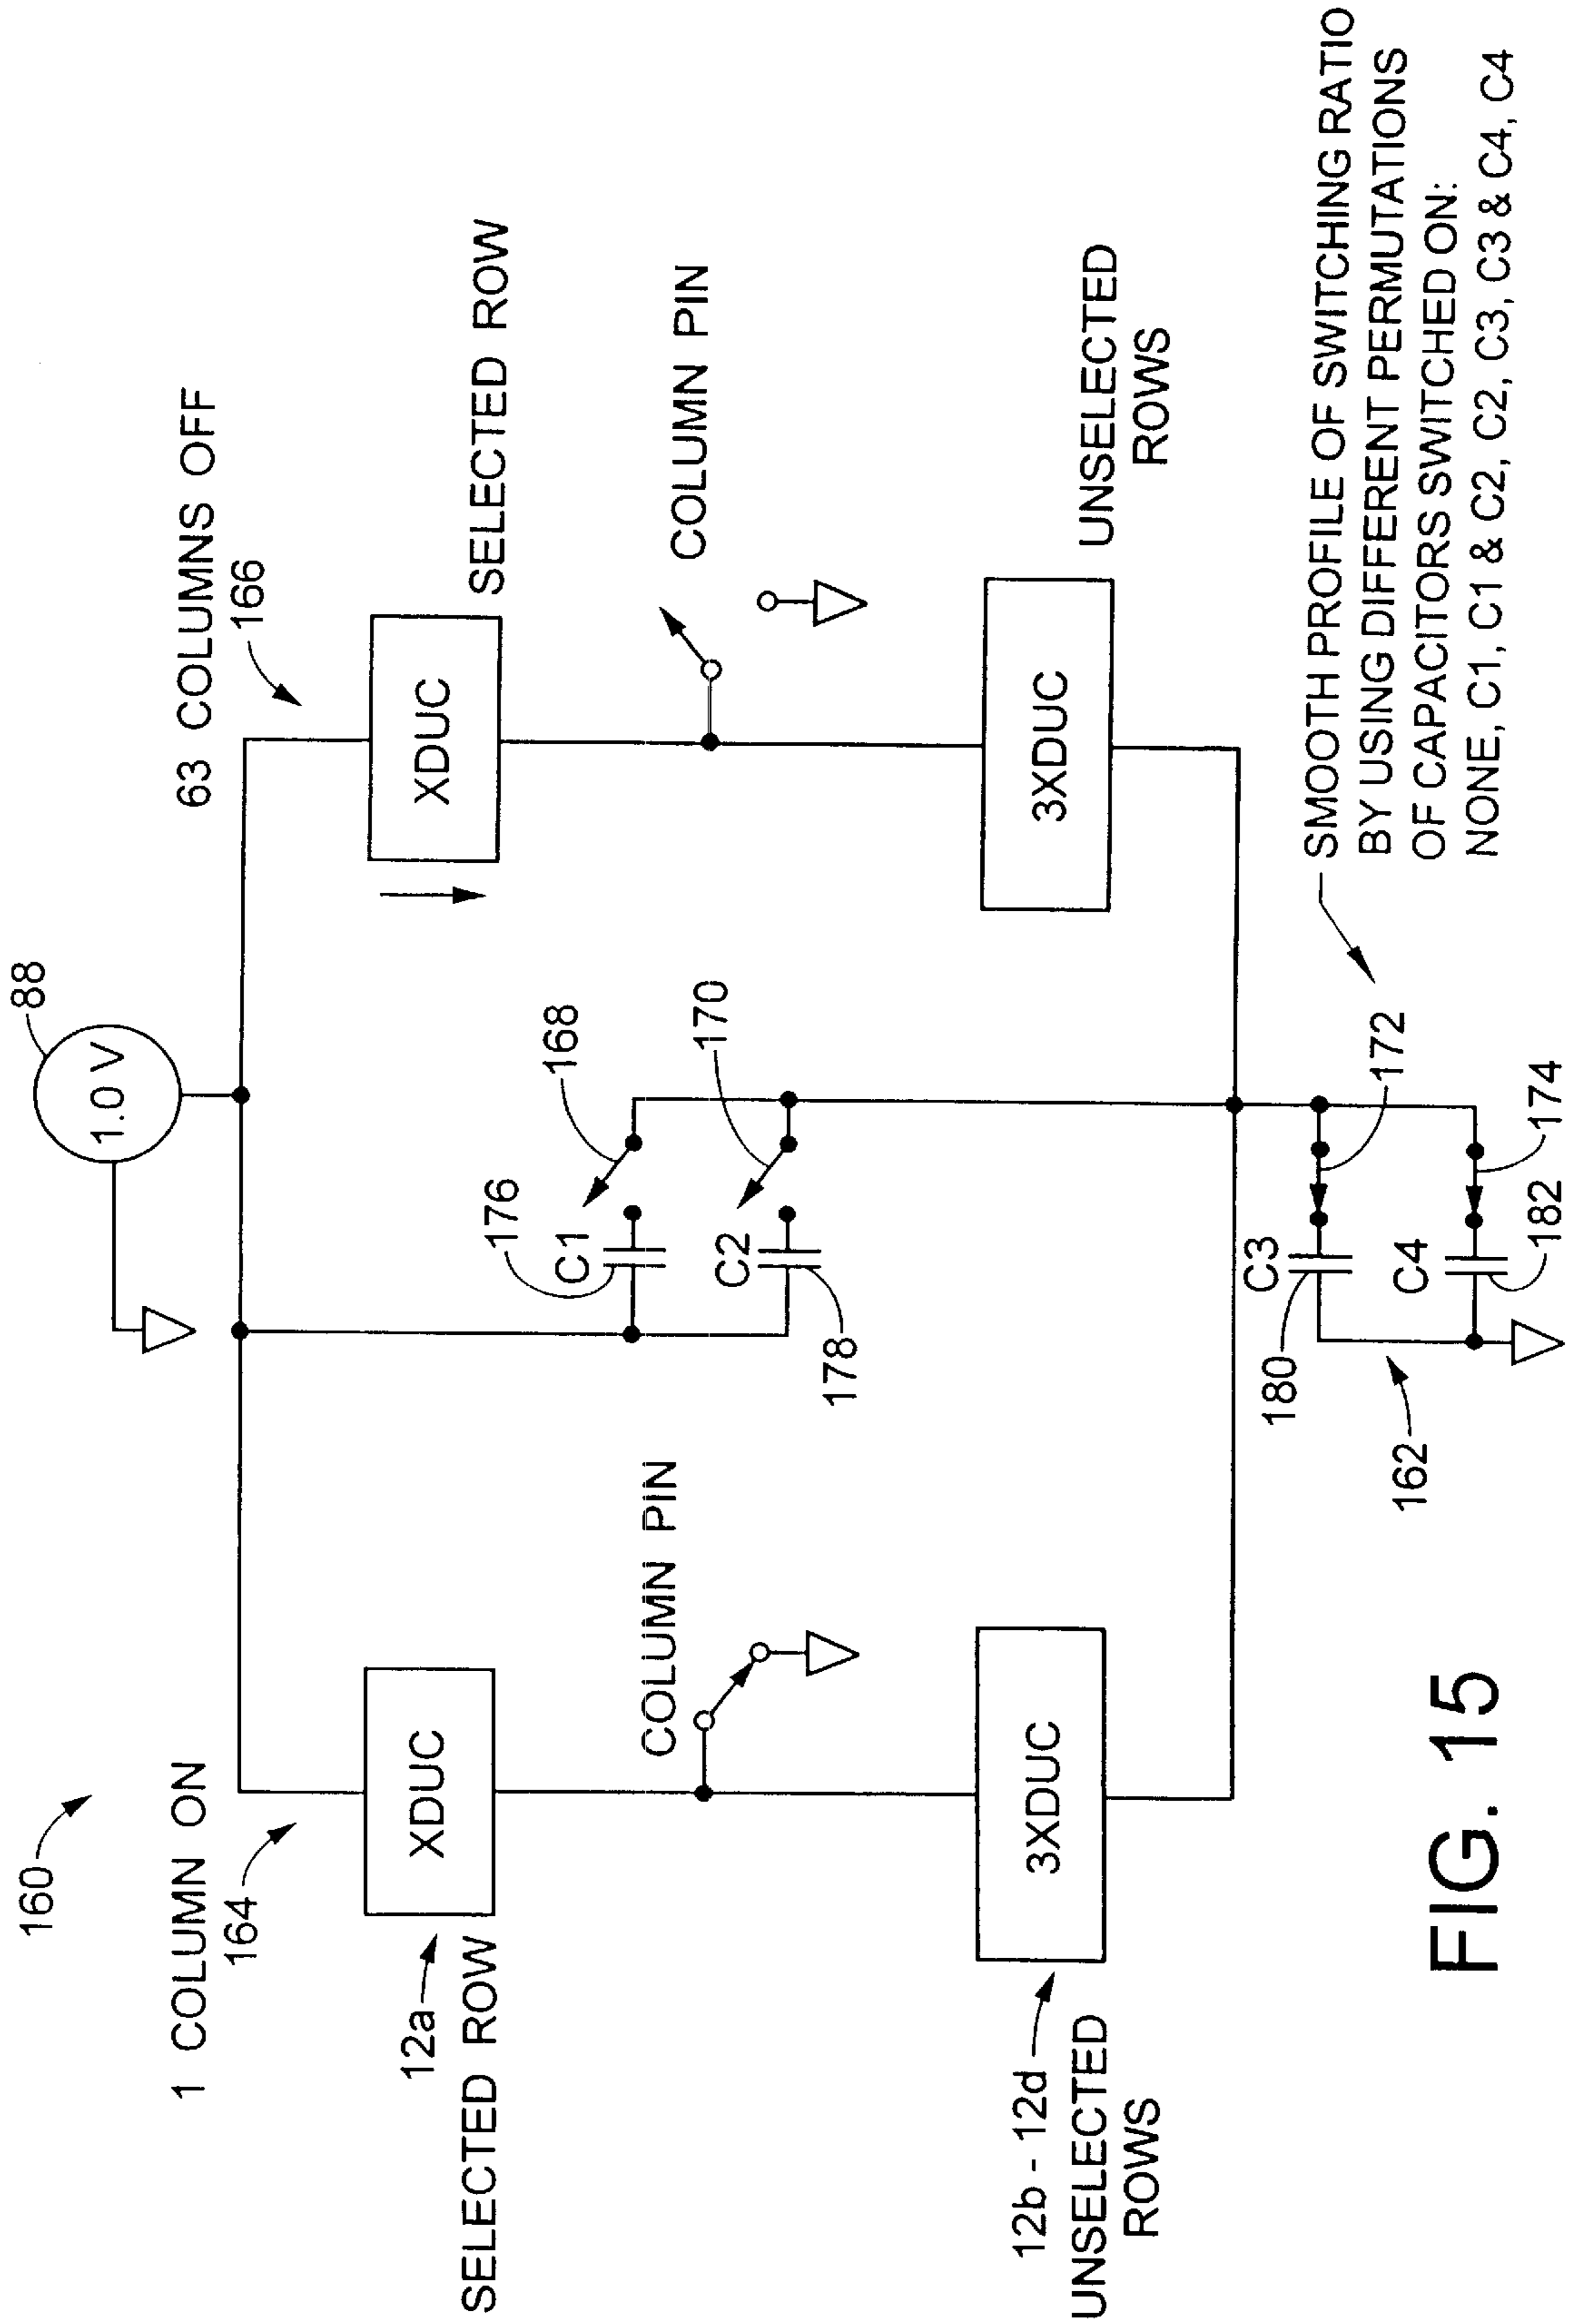 160
1 COLUMN ON
164
88
1.0 V
63 COLUMNS OFF
166
12a
SELECTED ROW
XDUC
XDUC
SELECTED ROW
COLUMN PIN
176
C1
168
C2
178
170
COLUMN PIN
12b - 12d
UNSELECTED
ROWS
3XDUC
3XDUC
UNSELECTED
ROWS
C3
180
172
C4
182
174
162
SMOOTH PROFILE OF SWITCHING RATIO
BY USING DIFFERENT PERMUTATIONS
OF CAPACITORS SWITCHED ON:
NONE, C1, C1 & C2, C2, C3, C3 & C4, C4
FIG. 15